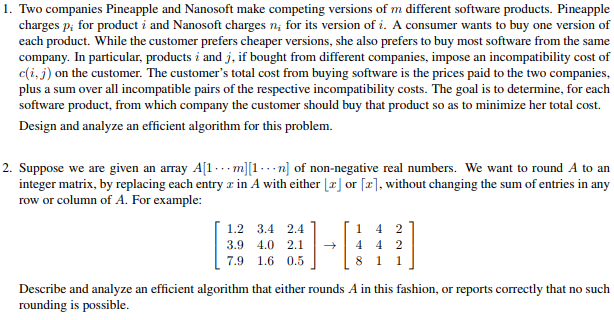 1. Two companies Pineapple and Nanosoft make competing versions of m different software products. Pineapple
charges pᵢ for product i and Nanosoft charges nᵢ for its version of i. A consumer wants to buy one version of
each product. While the customer prefers cheaper versions, she also prefers to buy most software from the same
company. In particular, products i and j, if bought from different companies, impose an incompatibility cost of
c(i, j) on the customer. The customer's total cost from buying software is the prices paid to the two companies,
plus a sum over all incompatible pairs of the respective incompatibility costs. The goal is to determine, for each
software product, from which company the customer should buy that product so as to minimize her total cost.
Design and analyze an efficient algorithm for this problem.
2. Suppose we are given an array A[1···m][1···n] of non-negative real numbers. We want to round A to an
integer matrix, by replacing each entry x in A with either ⌊x⌋ or ⌈x⌉, without changing the sum of entries in any
row or column of A. For example:
[ 1.2 3.4 2.4 ] [ 1 4 2 ]
[ 3.9 4.0 2.1 ] → [ 4 4 2 ]
[ 7.9 1.6 0.5 ] [ 8 1 1 ]
Describe and analyze an efficient algorithm that either rounds A in this fashion, or reports correctly that no such
rounding is possible.